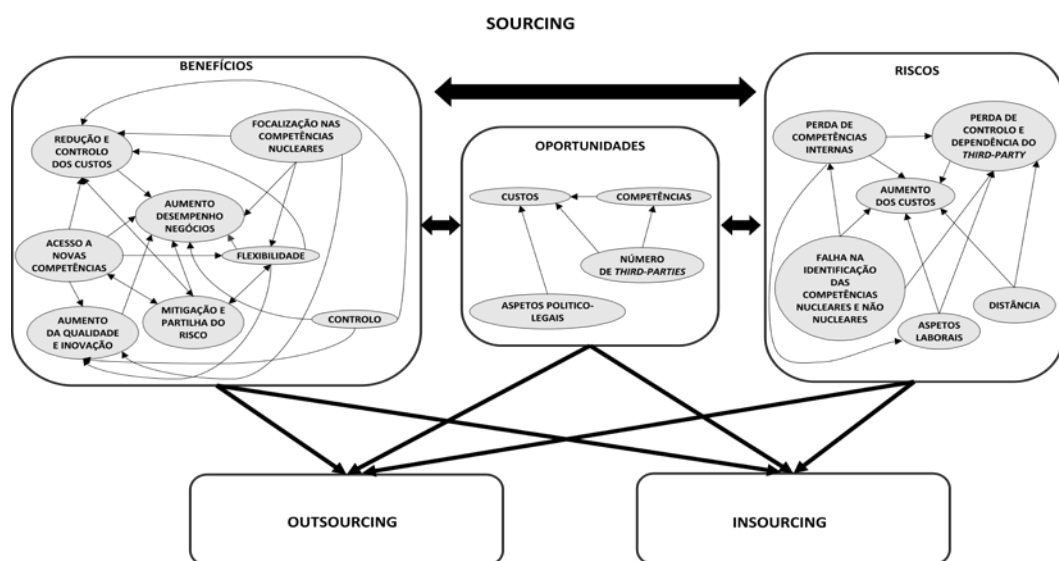 SOURCING
BENEFÍCIOS
REDUÇÃO E
CONTROLO
DOS CUSTOS
FOCALIZAÇÃO NAS
COMPETÊNCIAS
NUCLEARES
AUMENTO
DESEMPENHO
NEGÓCIOS
ACESSO A
NOVAS
COMPETÊNCIAS
FLEXIBILIDADE
MITIGAÇÃO E
PARTILHA DO
RISCO
AUMENTO
DA QUALIDADE
E INOVAÇÃO
CONTROLO
OPORTUNIDADES
CUSTOS
COMPETÊNCIAS
NÚMERO
DE THIRD-PARTIES
ASPETOS POLITICO-
LEGAIS
RISCOS
PERDA DE
COMPETÊNCIAS
INTERNAS
PERDA DE
CONTROLO E
DEPENDÊNCIA DO
THIRD-PARTY
AUMENTO
DOS CUSTOS
FALHA NA
IDENTIFICAÇÃO
DAS
COMPETÊNCIAS
NUCLEARES E NÃO
NUCLEARES
DISTÂNCIA
ASPETOS
LABORAIS
OUTSOURCING
INSOURCING